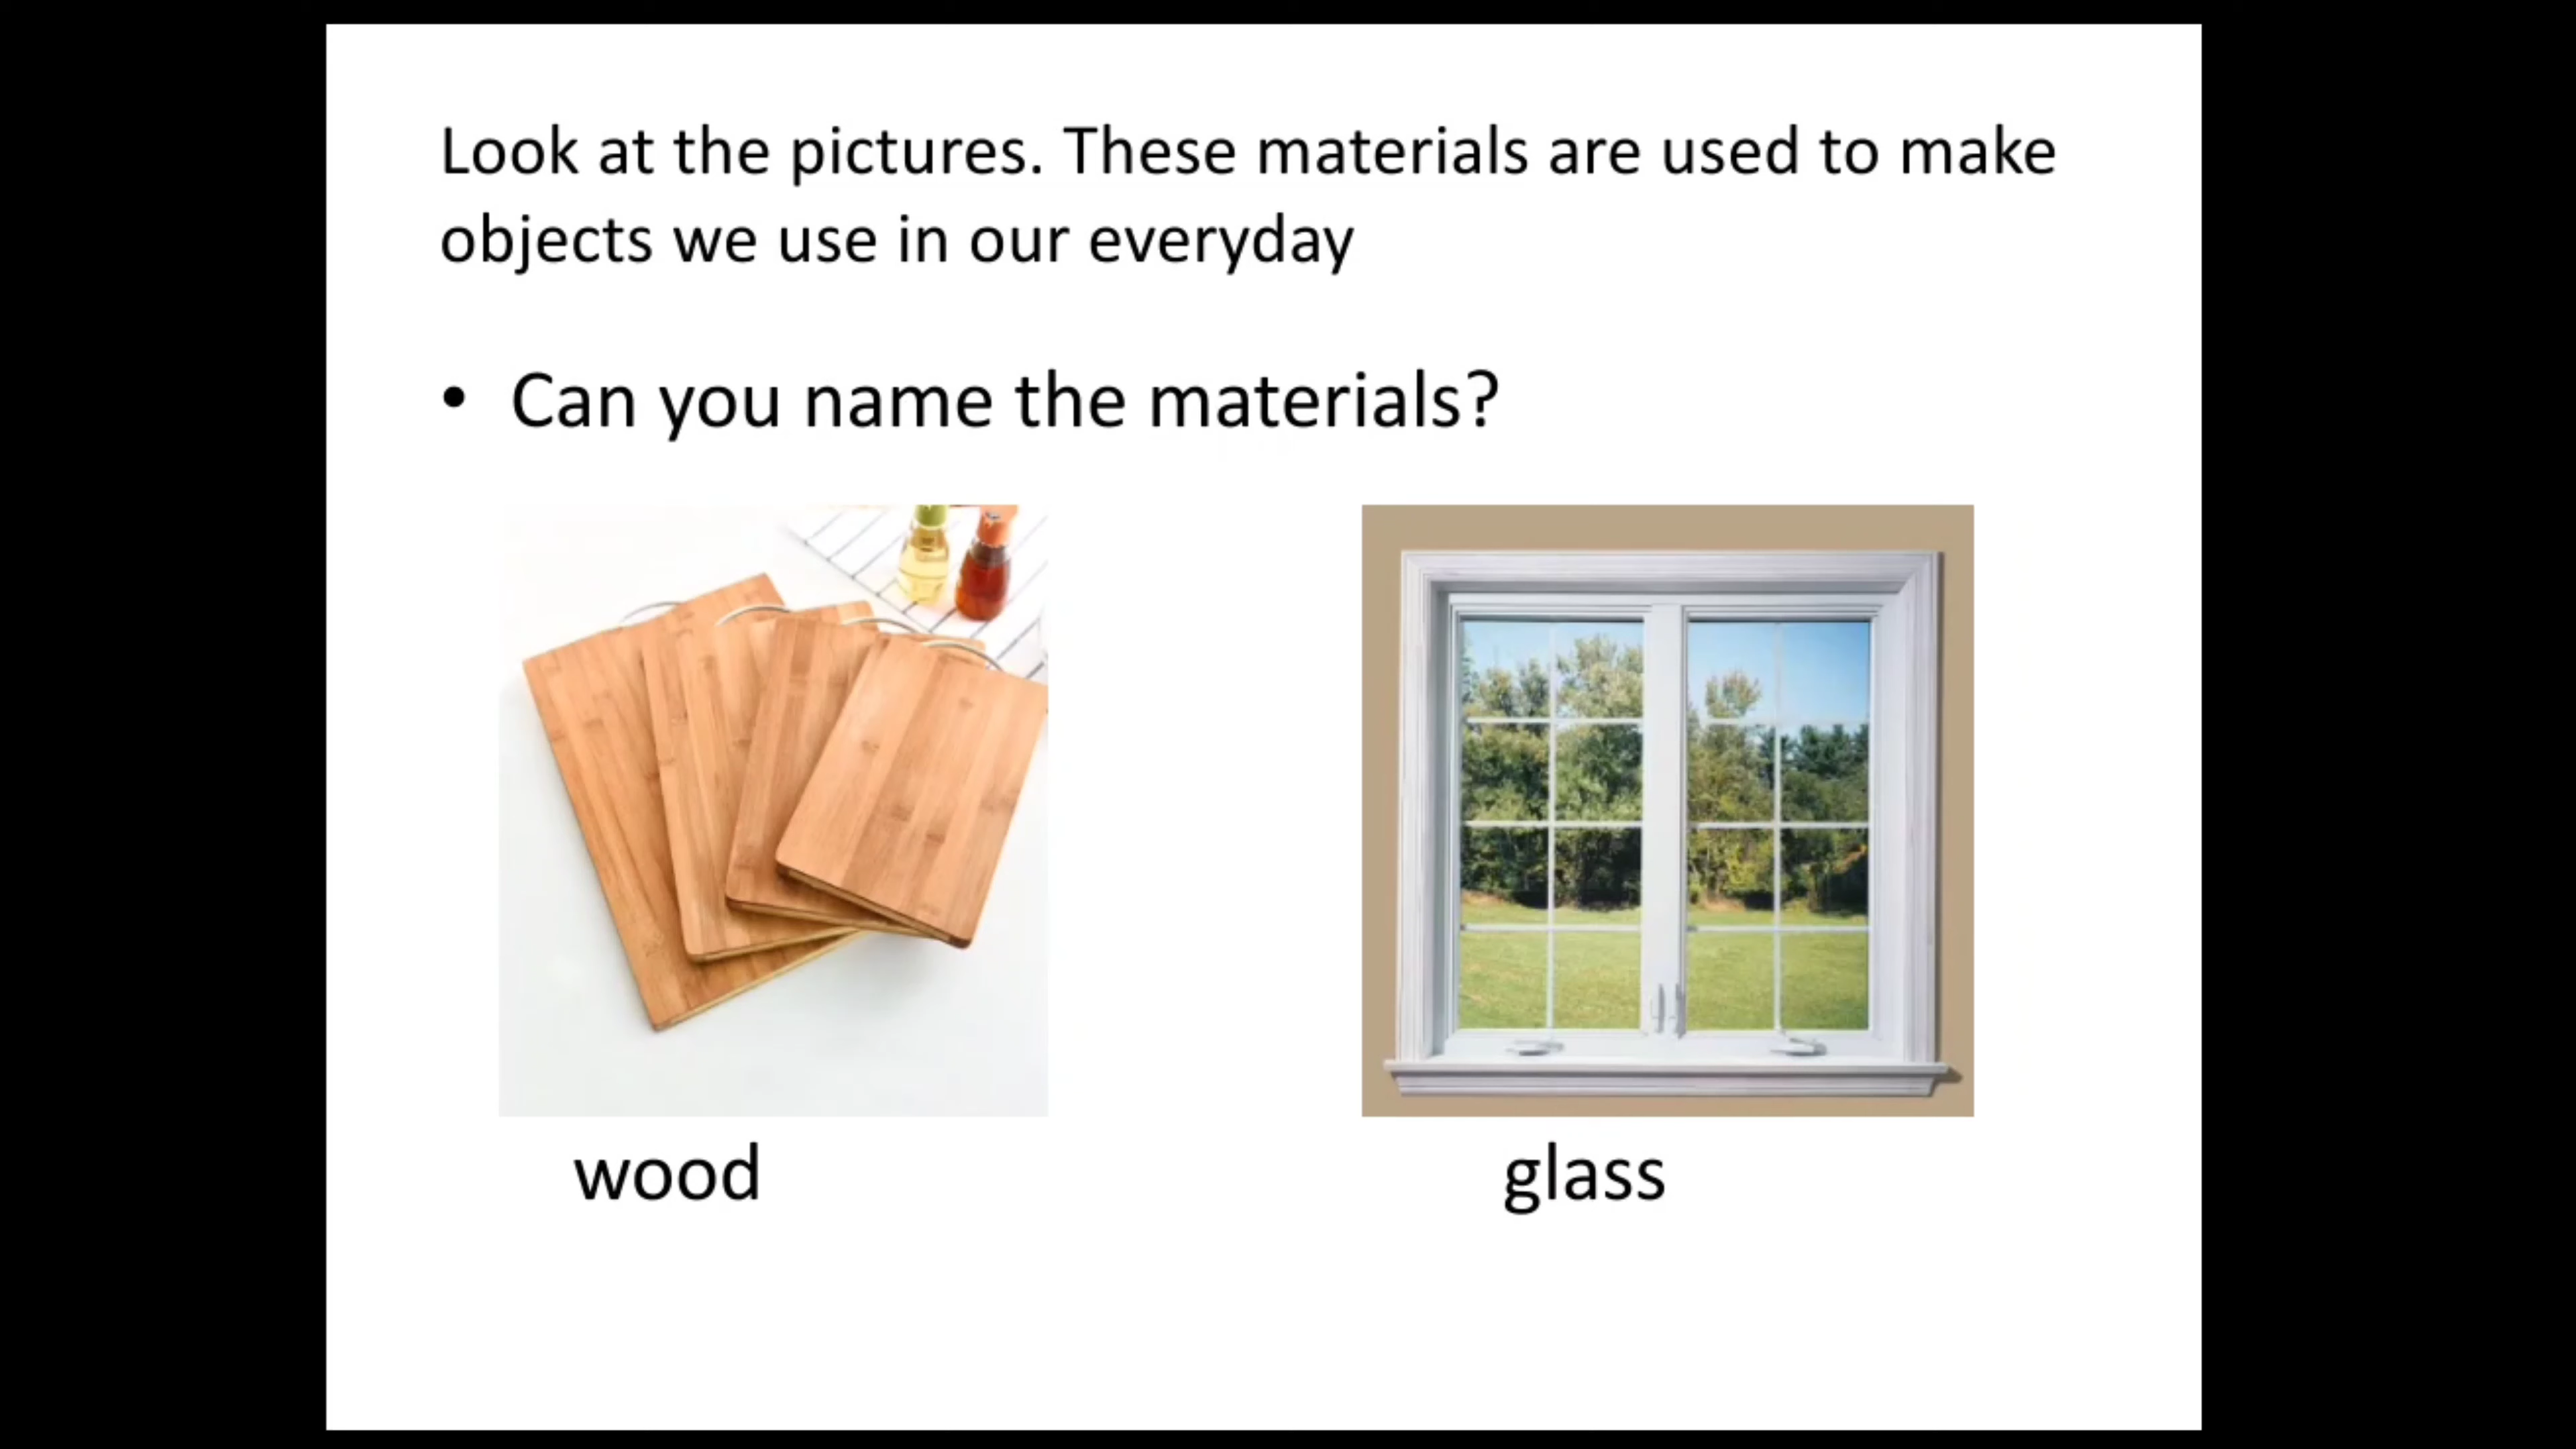 Look at the pictures. These materials are used to make
objects we use in our everyday
• Can you name the materials?
wood
glass